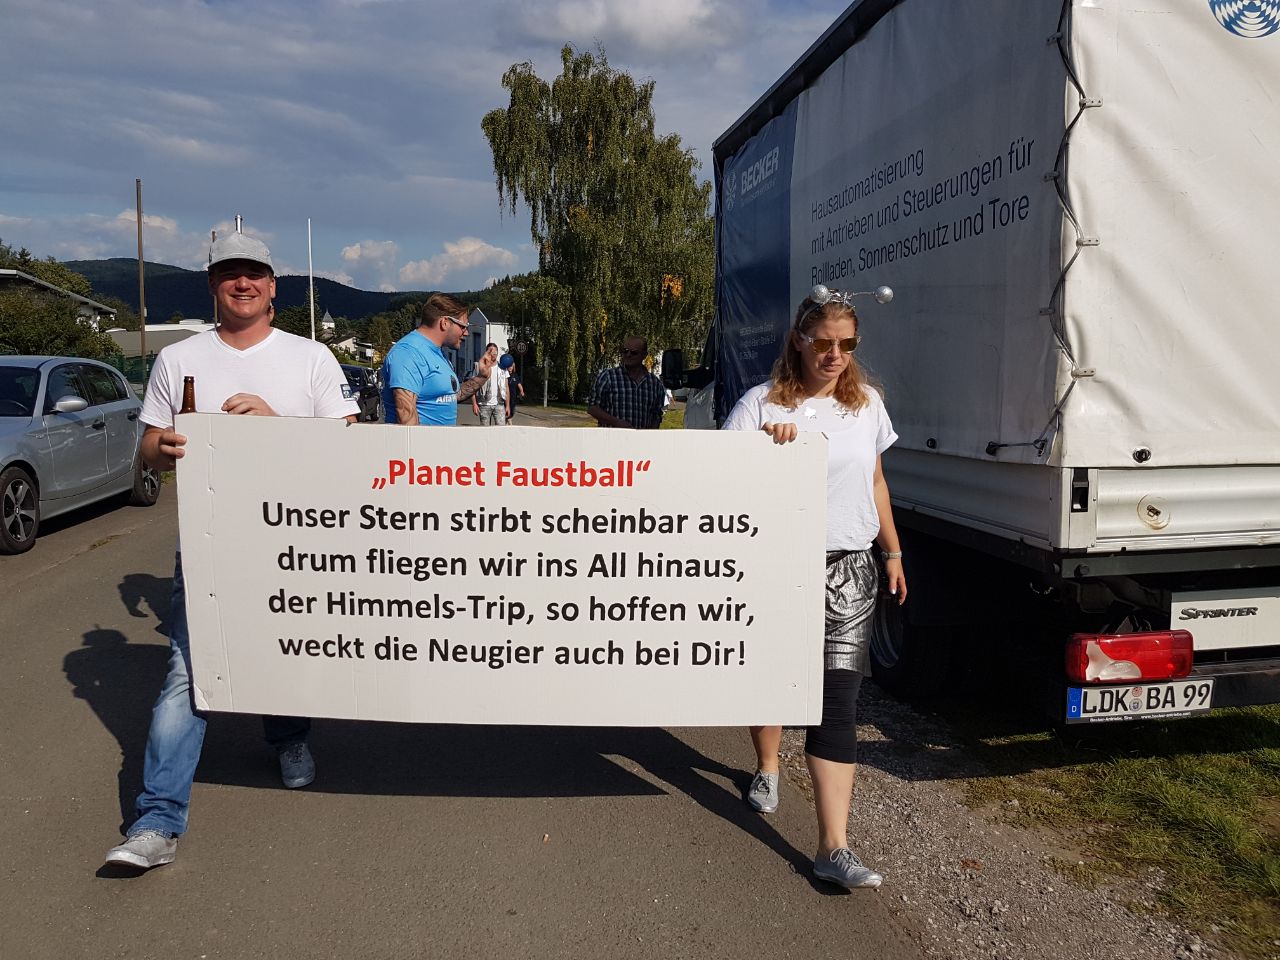 „Planet Faustball“
Unser Stern stirbt scheinbar aus,
drum fliegen wir ins All hinaus,
der Himmels-Trip, so hoffen wir,
weckt die Neugier auch bei Dir!
BECKER
Hausautomatisierung
mit Antrieben und Steuerungen für
Rollladen, Sonnenschutz und Tore
SPRINTER
D LDK BA 99